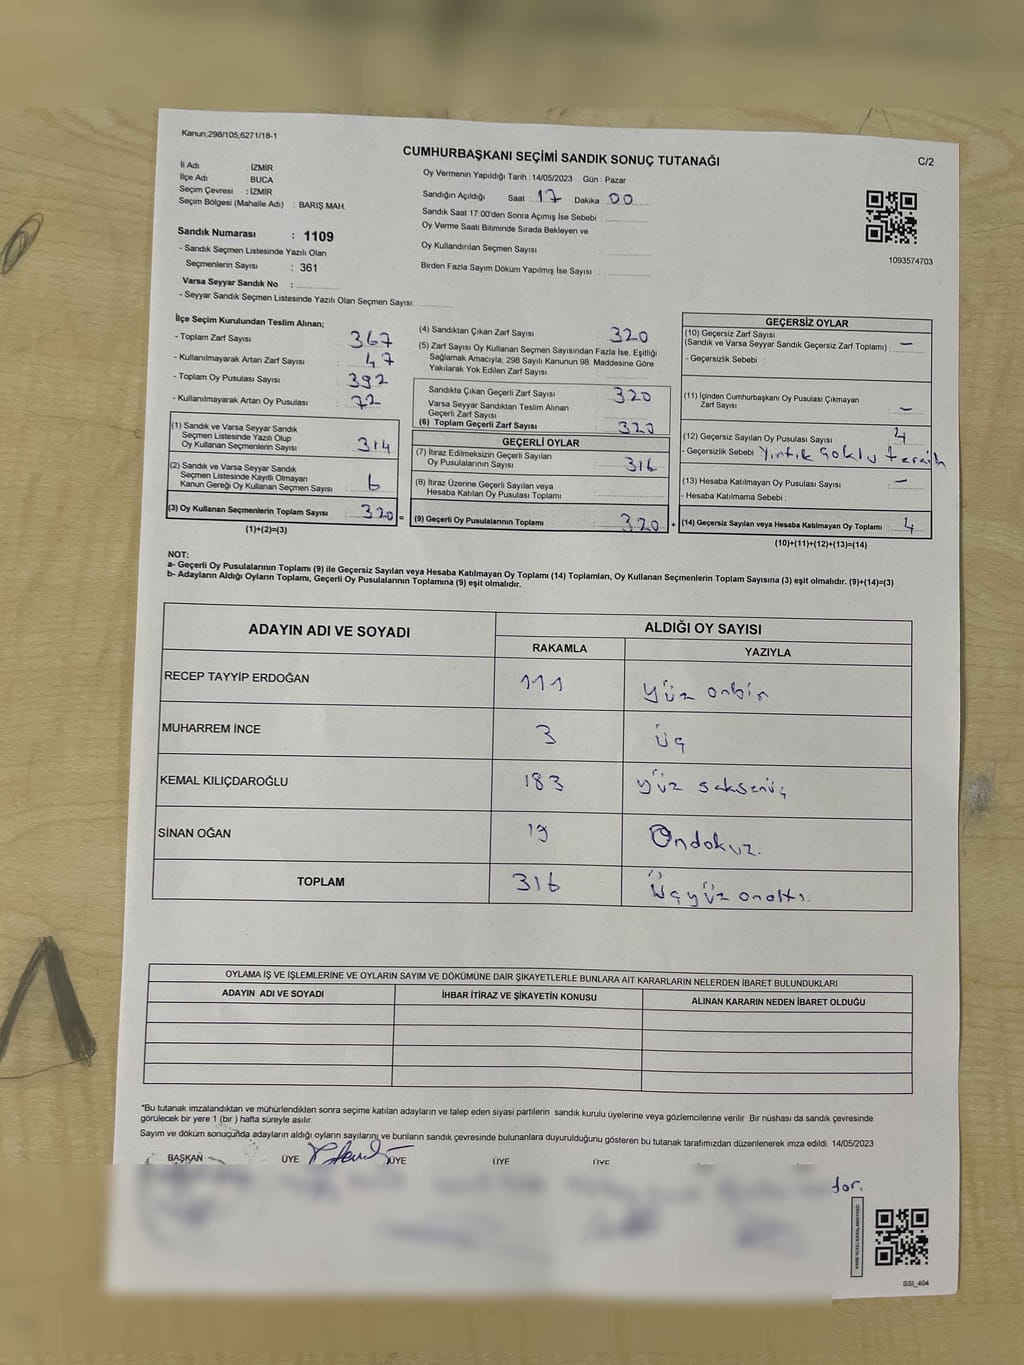 Kanun;298/105;6271/18-1
CUMHURBAŞKANI SEÇİMİ SANDIK SONUÇ TUTANAĞI
C/2
İl Adı : İZMİR
İlçe Adı : BUCA
Seçim Çevresi : İZMİR
Seçim Bölgesi (Mahalle Adı) : BARIŞ MAH.
Sandık Numarası : 1109
- Sandık Seçmen Listesinde Yazılı Olan
Seçmenlerin Sayısı : 361
Varsa Seyyar Sandık No :
- Seyyar Sandık Seçmen Listesinde Yazılı Olan Seçmen Sayısı:
Oy Vermenin Yapıldığı Tarih : 14/05/2023 Gün : Pazar
Sandığın Açıldığı Saat : 17 Dakika 00
Sandık Saat 17:00'den Sonra Açımış İse Sebebi :
Oy Verme Saati Bitiminde Sırada Bekleyen ve
Oy Kullandırılan Seçmen Sayısı
Birden Fazla Sayım Döküm Yapılmış İse Sayısı :
1093574703
İlçe Seçim Kurulundan Teslim Alınan;
- Toplam Zarf Sayısı : 367
- Kullanılmayarak Artan Zarf Sayısı : 47
- Toplam Oy Pusulası Sayısı : 392
- Kullanılmayarak Artan Oy Pusulası : 72
(1) Sandık ve Varsa Seyyar Sandık
Seçmen Listesinde Yazılı Olup
Oy Kullanan Seçmenlerin Sayısı : 314
(2) Sandık ve Varsa Seyyar Sandık
Seçmen Listesinde Kayıtlı Olmayan
Kanun Gereği Oy Kullanan Seçmen Sayısı : 6
(3) Oy Kullanan Seçmenlerin Toplam Sayısı : 320 =
(1)+(2)=(3)
(4) Sandıktan Çıkan Zarf Sayısı : 320
(5) Zarf Sayısı Oy Kullanan Seçmen Sayısından Fazla İse, Eşitliği
Sağlamak Amacıyla, 298 Sayılı Kanunun 98. Maddesine Göre
Yakılarak Yok Edilen Zarf Sayısı :
Sandıkta Çıkan Geçerli Zarf Sayısı : 320
Varsa Seyyar Sandıktan Teslim Alınan
Geçerli Zarf Sayısı :
(6) Toplam Geçerli Zarf Sayısı : 320
GEÇERLİ OYLAR
(7) İtiraz Edilmeksizin Geçerli Sayılan
Oy Pusulalarının Sayısı : 316
(8) İtiraz Üzerine Geçerli Sayılan veya
Hesaba Katılan Oy Pusulası Toplamı :
(9) Geçerli Oy Pusulalarının Toplamı : 320 +
GEÇERSİZ OYLAR
(10) Geçersiz Zarf Sayısı
(Sandık ve Varsa Seyyar Sandık Geçersiz Zarf Toplamı) : –
- Geçersizlik Sebebi :
(11) İçinden Cumhurbaşkanı Oy Pusulası Çıkmayan
Zarf Sayısı : –
(12) Geçersiz Sayılan Oy Pusulası Sayısı : 4
- Geçersizlik Sebebi : Yırtık çoklu tercih
(13) Hesaba Katılmayan Oy Pusulası Sayısı : –
- Hesaba Katılmama Sebebi :
(14) Geçersiz Sayılan veya Hesaba Katılmayan Oy Toplamı : 4
(10)+(11)+(12)+(13)=(14)
NOT:
a- Geçerli Oy Pusulalarının Toplamı (9) ile Geçersiz Sayılan veya Hesaba Katılmayan Oy Toplamı (14) Toplamları, Oy Kullanan Seçmenlerin Toplam Sayısına (3) eşit olmalıdır. (9)+(14)=(3)
b- Adayların Aldığı Oyların Toplamı, Geçerli Oy Pusulalarının Toplamına (9) eşit olmalıdır.
ADAYIN ADI VE SOYADI
ALDIĞI OY SAYISI
RAKAMLA YAZIYLA
RECEP TAYYİP ERDOĞAN 111 yüz onbir
MUHARREM İNCE 3 üç
KEMAL KILIÇDAROĞLU 183 yüz seksenüç
SİNAN OĞAN 19 Ondokuz.
TOPLAM 316 Üçyüz onaltı.
OYLAMA İŞ VE İŞLEMLERİNE VE OYLARIN SAYIM VE DÖKÜMÜNE DAİR ŞİKAYETLERLE BUNLARA AİT KARARLARIN NELERDEN İBARET BULUNDUKLARI
ADAYIN ADI VE SOYADI İHBAR İTİRAZ VE ŞİKAYETİN KONUSU ALINAN KARARIN NEDEN İBARET OLDUĞU
*Bu tutanak imzalandıktan ve mühürlendikten sonra seçime katılan adayların ve talep eden siyasi partilerin sandık kurulu üyelerine veya gözlemcilerine verilir Bir nüshası da sandık çevresinde
görülecek bir yere 1 (bir ) hafta süreyle asılır.
Sayım ve döküm sonucunda adayların aldığı oyların sayılarını ve bunların sandık çevresinde bulunanlara duyurulduğunu gösteren bu tutanak tarafımızdan düzenlenerek imza edildi. 14/05/2023
BAŞKAN ÜYE ÜYE ÜYE ÜYE
SSI_404